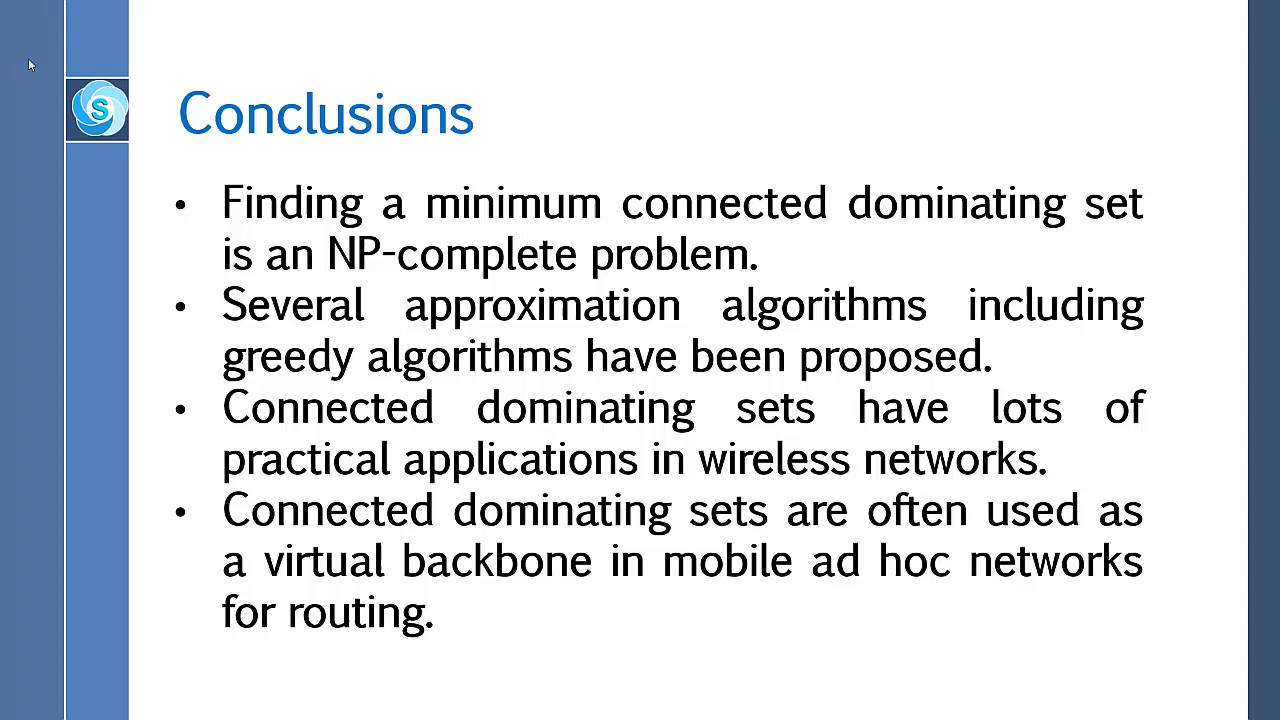 S
Conclusions
• Finding a minimum connected dominating set
is an NP-complete problem.
• Several approximation algorithms including
greedy algorithms have been proposed.
• Connected dominating sets have lots of
practical applications in wireless networks.
• Connected dominating sets are often used as
a virtual backbone in mobile ad hoc networks
for routing.